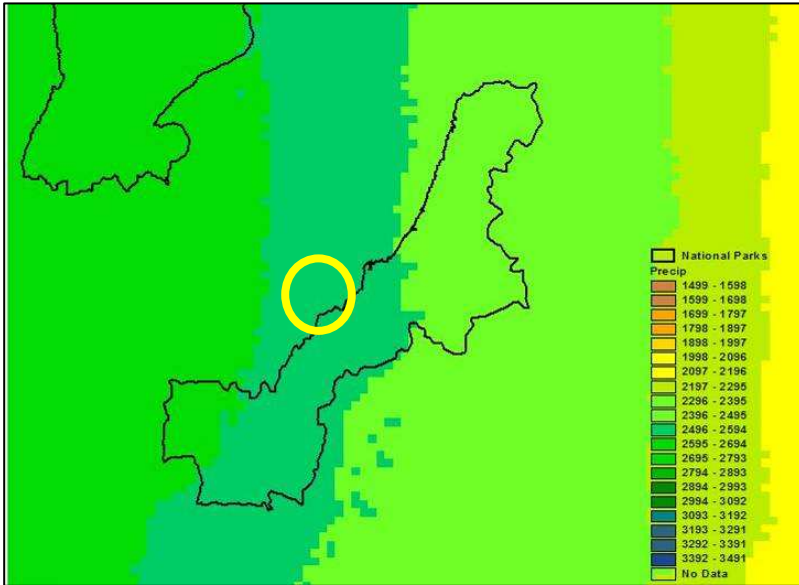 National Parks
Precip
1499 - 1598
1599 - 1698
1699 - 1797
1798 - 1897
1898 - 1997
1998 - 2096
2097 - 2196
2197 - 2295
2296 - 2395
2396 - 2495
2496 - 2594
2595 - 2694
2695 - 2793
2794 - 2893
2894 - 2993
2994 - 3092
3093 - 3192
3193 - 3291
3292 - 3391
3392 - 3491
No Data